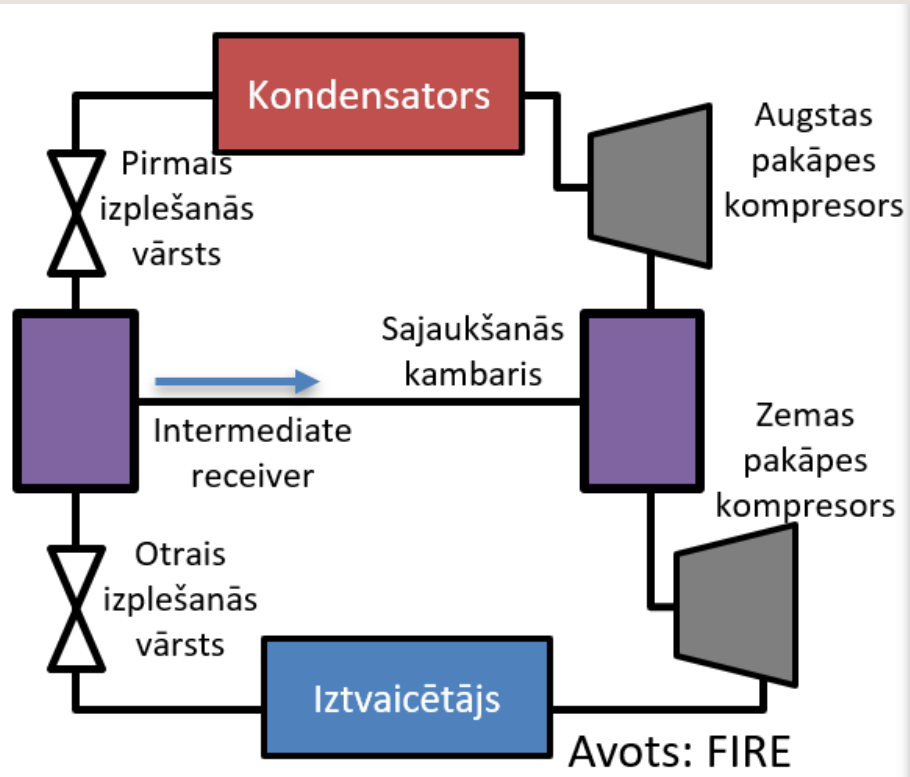 Kondensators
Augstas
pakāpes
kompresors
Pirmais
izplešanās
vārsts
Sajaukšanās
kambaris
Intermediate
receiver
Zemas
pakāpes
kompresors
Otrais
izplešanās
vārsts
Iztvaicētājs
Avots: FIRE